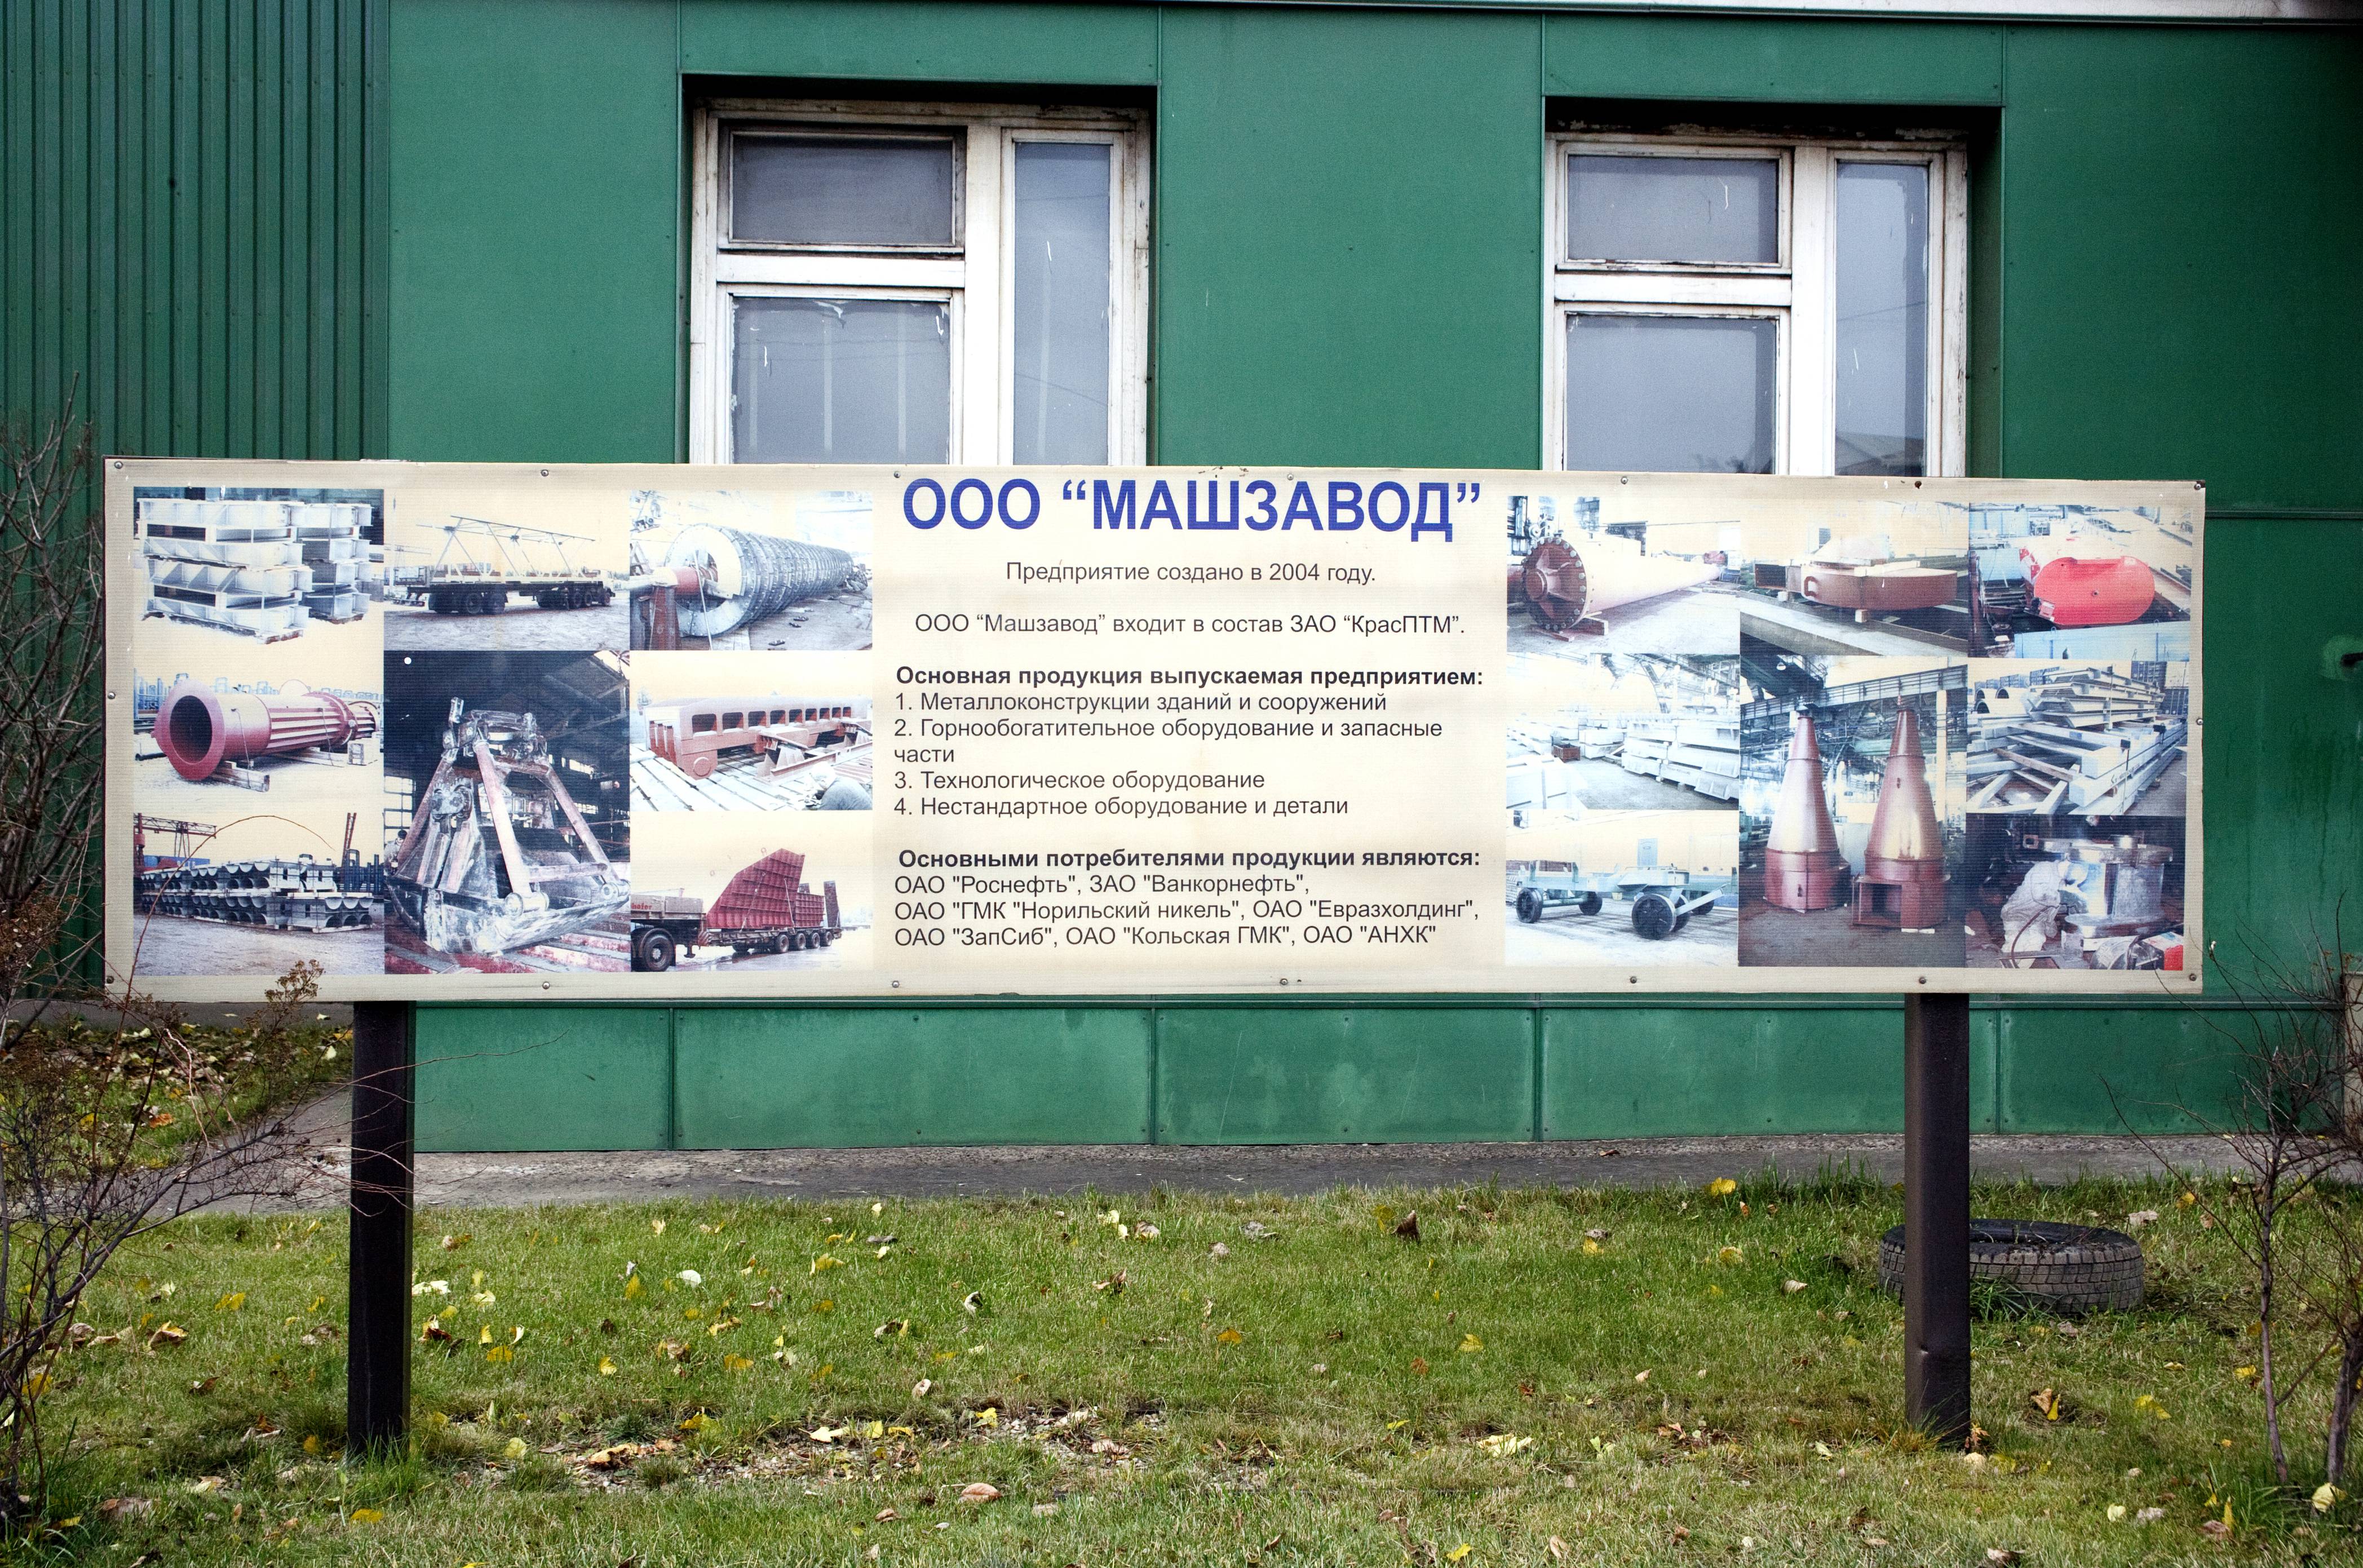 ООО “МАШЗАВОД”
Предприятие создано в 2004 году.
ООО “Машзавод” входит в состав ЗАО “КрасПТМ”.
Основная продукция выпускаемая предприятием:
1. Металлоконструкции зданий и сооружений
2. Горнообогатительное оборудование и запасные
части
3. Технологическое оборудование
4. Нестандартное оборудование и детали
Основными потребителями продукции являются:
ОАО "Роснефть", ЗАО "Ванкорнефть",
ОАО "ГМК "Норильский никель", ОАО "Евразхолдинг",
ОАО "ЗапСиб", ОАО "Кольская ГМК", ОАО "АНХК"